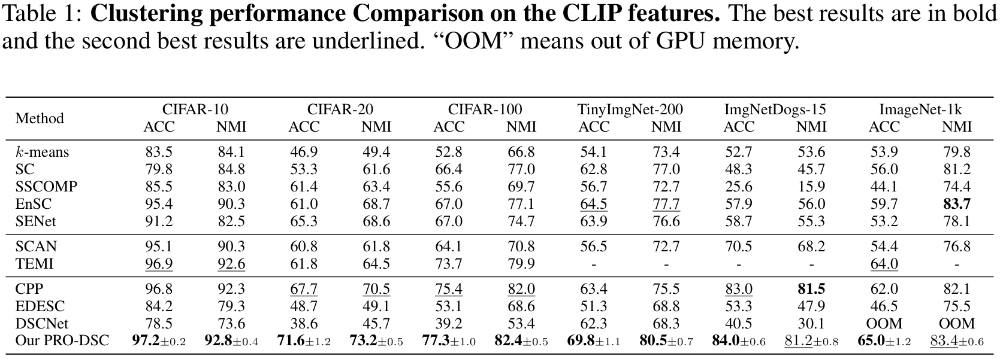 Table 1: Clustering performance Comparison on the CLIP features. The best results are in bold
and the second best results are underlined. “OOM” means out of GPU memory.
Method CIFAR-10 CIFAR-20 CIFAR-100 TinyImgNet-200 ImgNetDogs-15 ImageNet-1k
ACC NMI ACC NMI ACC NMI ACC NMI ACC NMI ACC NMI
k-means 83.5 84.1 46.9 49.4 52.8 66.8 54.1 73.4 52.7 53.6 53.9 79.8
SC 79.8 84.8 53.3 61.6 66.4 77.0 62.8 77.0 48.3 45.7 56.0 81.2
SSCOMP 85.5 83.0 61.4 63.4 55.6 69.7 56.7 72.7 25.6 15.9 44.1 74.4
EnSC 95.4 90.3 61.0 68.7 67.0 77.1 64.5 77.7 57.9 56.0 59.7 83.7
SENet 91.2 82.5 65.3 68.6 67.0 74.7 63.9 76.6 58.7 55.3 53.2 78.1
SCAN 95.1 90.3 60.8 61.8 64.1 70.8 56.5 72.7 70.5 68.2 54.4 76.8
TEMI 96.9 92.6 61.8 64.5 73.7 79.9 - - - - 64.0 -
CPP 96.8 92.3 67.7 70.5 75.4 82.0 63.4 75.5 83.0 81.5 62.0 82.1
EDESC 84.2 79.3 48.7 49.1 53.1 68.6 51.3 68.8 53.3 47.9 46.5 75.5
DSCNet 78.5 73.6 38.6 45.7 39.2 53.4 62.3 68.3 40.5 30.1 OOM OOM
Our PRO-DSC 97.2±0.2 92.8±0.4 71.6±1.2 73.2±0.5 77.3±1.0 82.4±0.5 69.8±1.1 80.5±0.7 84.0±0.6 81.2±0.8 65.0±1.2 83.4±0.6